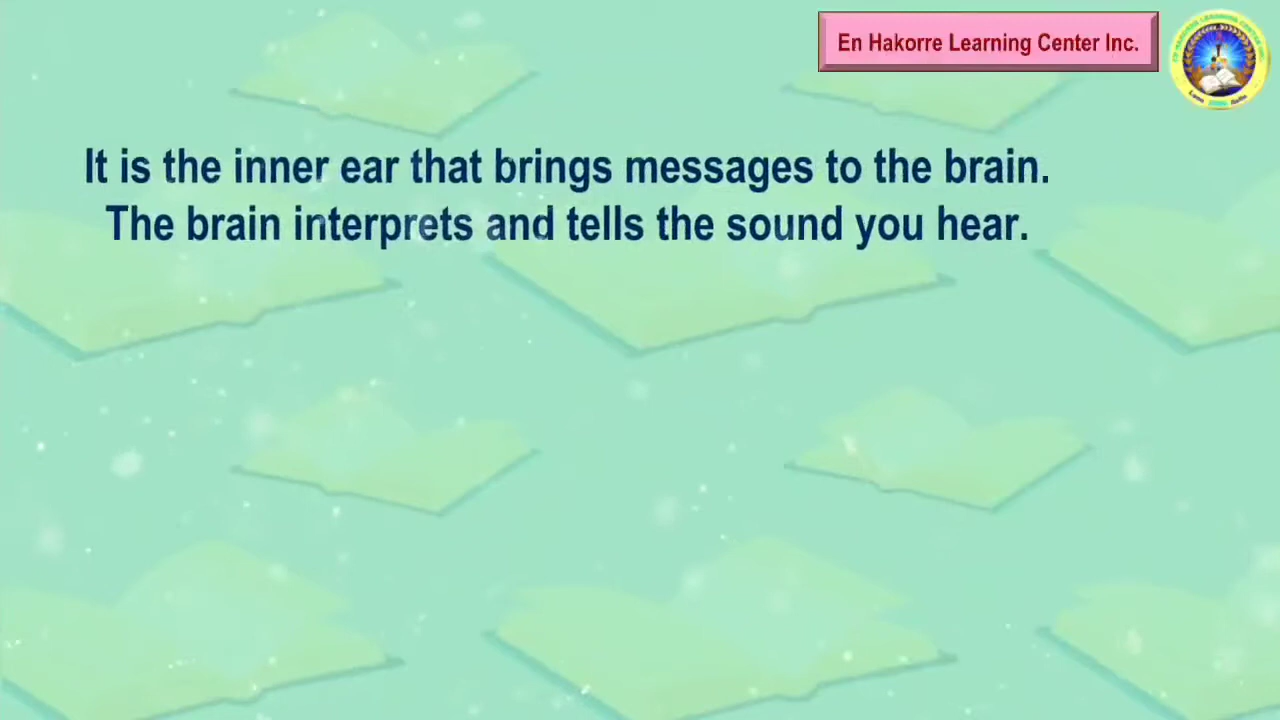 En Hakorre Learning Center Inc.
It is the inner ear that brings messages to the brain.
The brain interprets and tells the sound you hear.